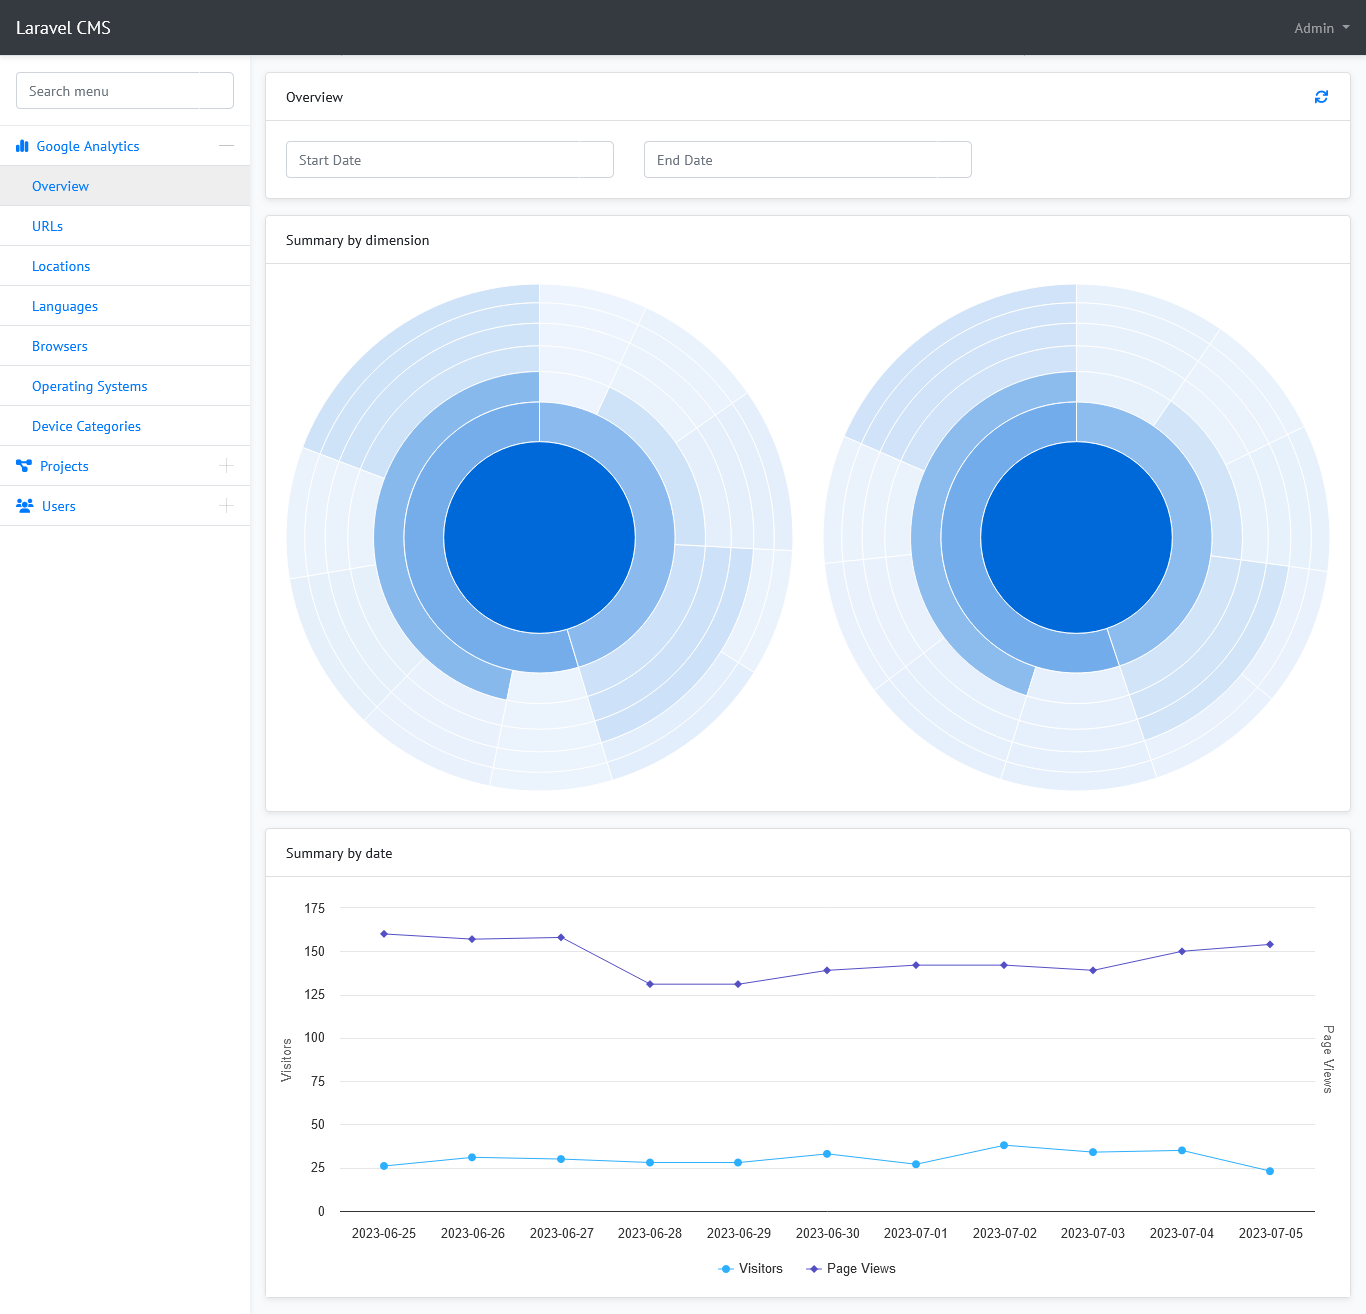 Laravel CMS
Admin
Search menu
Google Analytics
Overview
URLs
Locations
Languages
Browsers
Operating Systems
Device Categories
Projects
Users
Overview
Start Date
End Date
Summary by dimension
Summary by date
175
150
125
100
75
50
25
0
Visitors
Page Views
2023-06-25
2023-06-26
2023-06-27
2023-06-28
2023-06-29
2023-06-30
2023-07-01
2023-07-02
2023-07-03
2023-07-04
2023-07-05
Visitors
Page Views